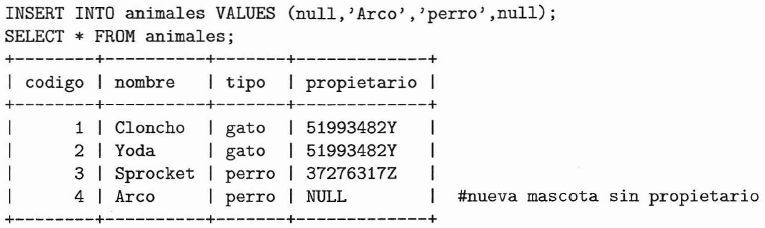 INSERT INTO animales VALUES (null,'Arco','perro',null);
SELECT * FROM animales;
+--------+----------+-------+-------------+
| codigo | nombre   | tipo  | propietario |
+--------+----------+-------+-------------+
|      1 | Cloncho  | gato  | 51993482Y   |
|      2 | Yoda     | gato  | 51993482Y   |
|      3 | Sprocket | perro | 37276317Z   |
|      4 | Arco     | perro | NULL        |  #nueva mascota sin propietario
+--------+----------+-------+-------------+